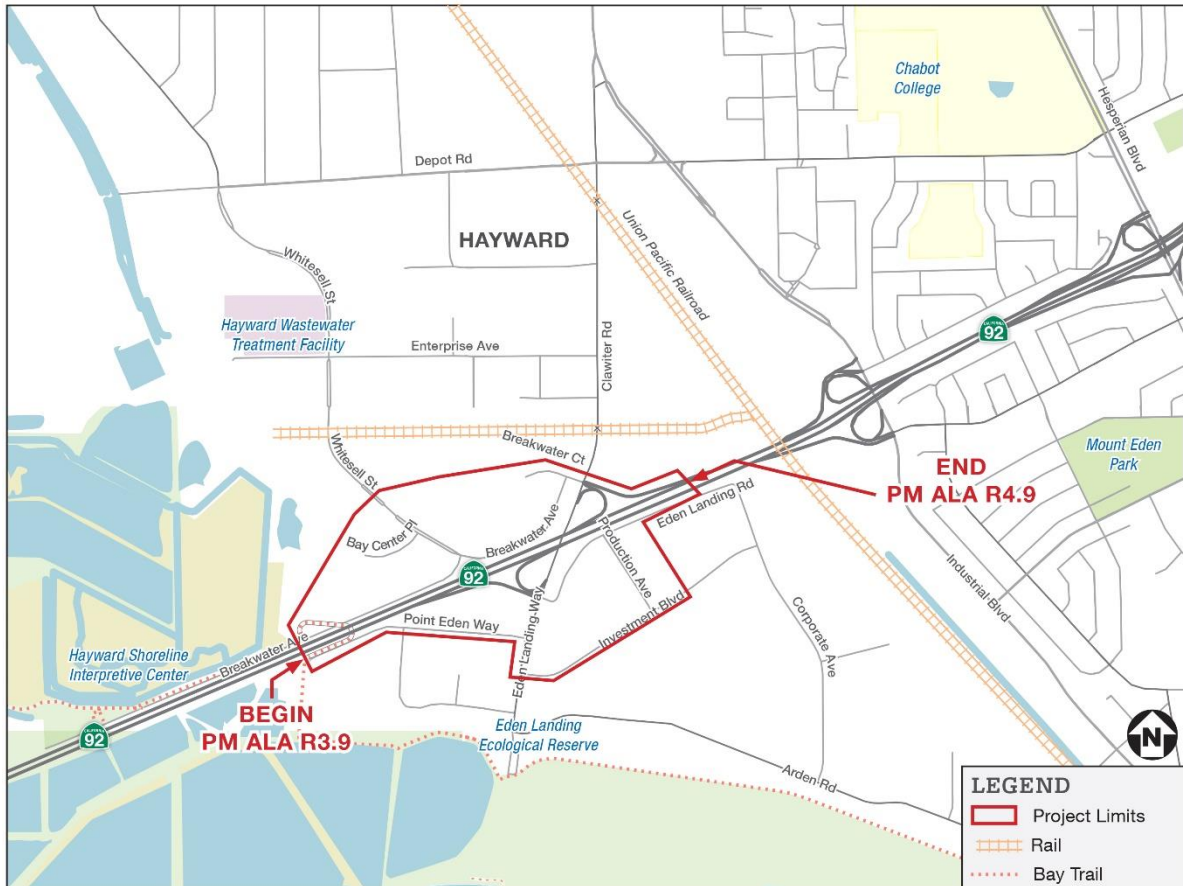 Chabot
College
Hesperian Blvd
Depot Rd
HAYWARD
Union Pacific Railroad
Whitesell St
Hayward Wastewater
Treatment Facility
Enterprise Ave
Clawiter Rd
CALIFORNIA
92
Whitesell St
Breakwater Ct
Mount Eden
Park
END
PM ALA R4.9
Eden Landing Rd
Bay Center Pl
Breakwater Ave
Production Ave
CALIFORNIA
92
Industrial Blvd
Corporate Ave
Investment Blvd
Point Eden Way
Eden Landing Way
Breakwater Ave
Hayward Shoreline
Interpretive Center
BEGIN
PM ALA R3.9
CALIFORNIA
92
Eden Landing
Ecological Reserve
Arden Rd
N
LEGEND
Project Limits
Rail
Bay Trail